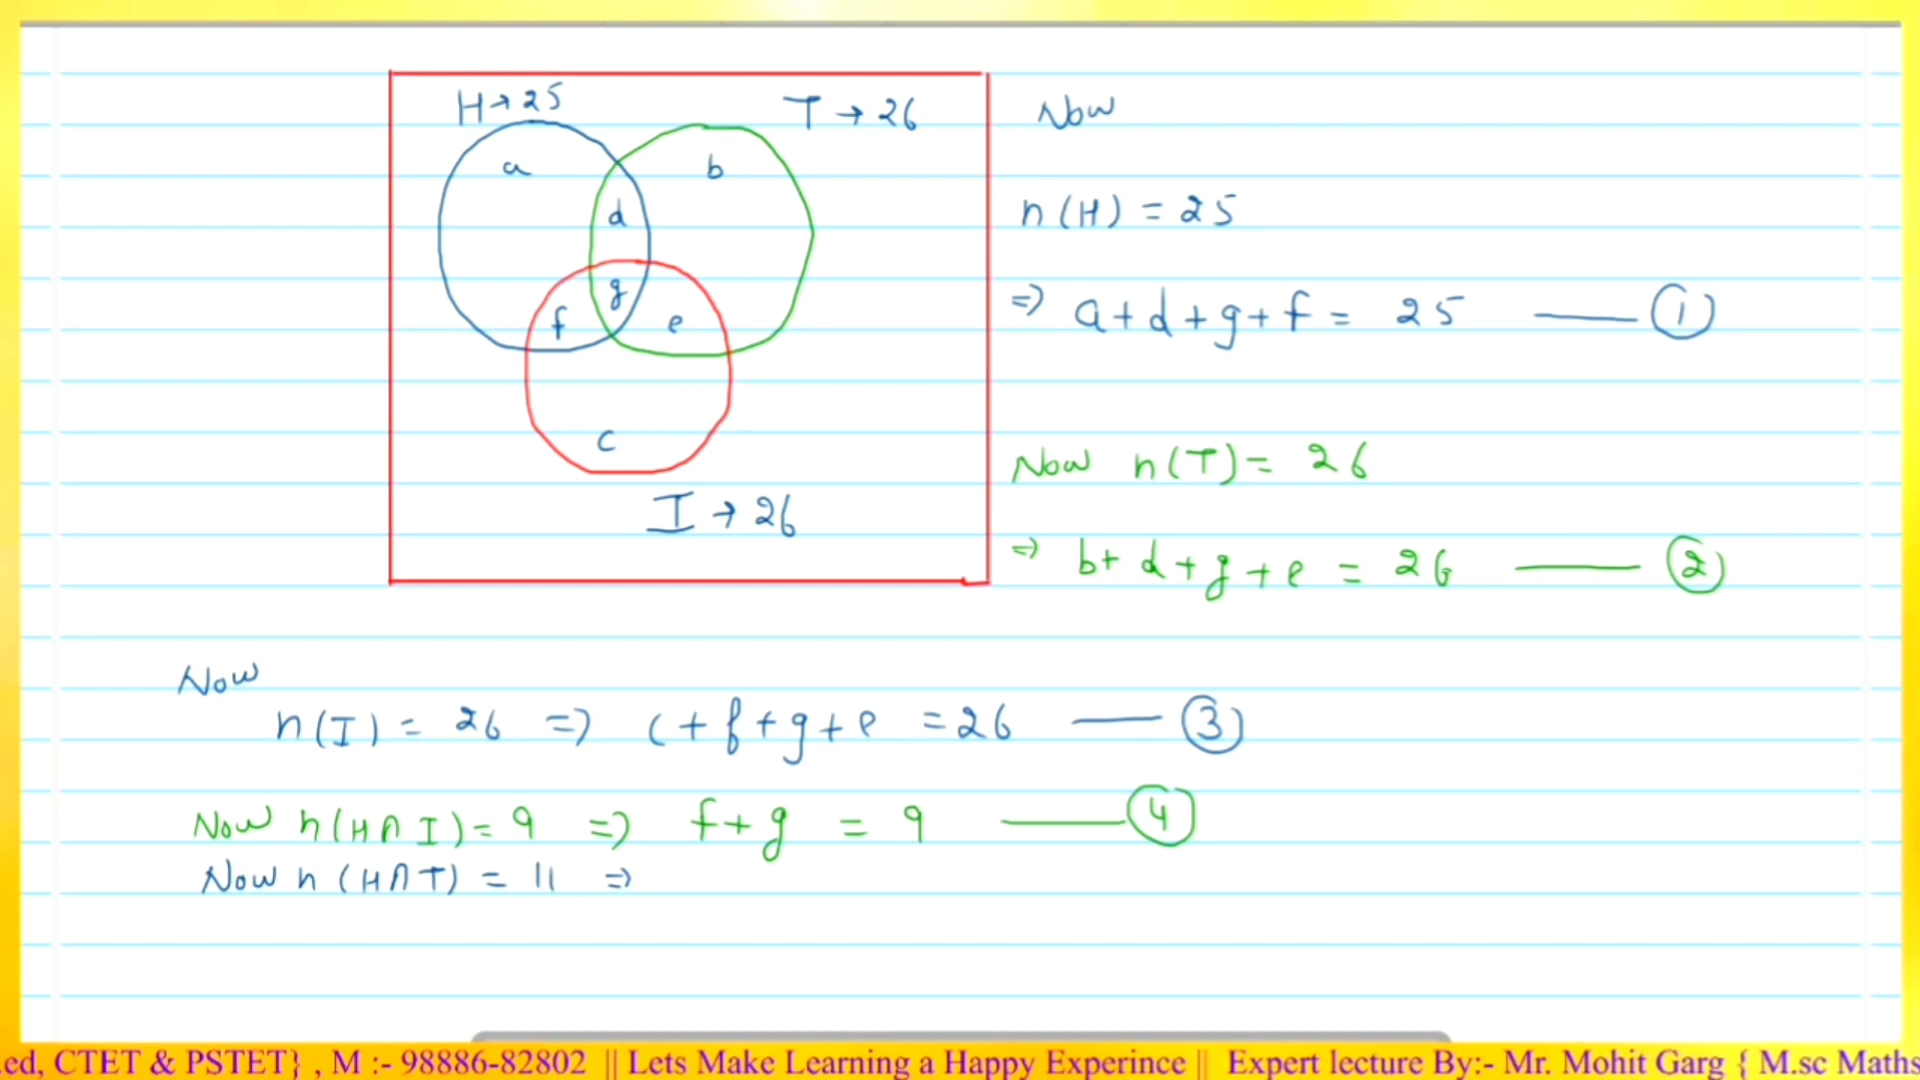 H → 25
T → 26
a
b
d
g
f
e
c
I → 26
Now
n(H) = 25
⇒ a+d+g+f = 25 —— ①
Now n(T) = 26
⇒ b+d+g+e = 26 —— ②
Now
n(I) = 26 ⇒ c+f+g+e = 26 —— ③
Now n(H∩I) = 9 ⇒ f+g = 9 —— ④
Now n(H∩T) = 11 ⇒
.ed, CTET & PSTET} , M :- 98886-82802 || Lets Make Learning a Happy Experince || Expert lecture By:- Mr. Mohit Garg { M.sc Maths